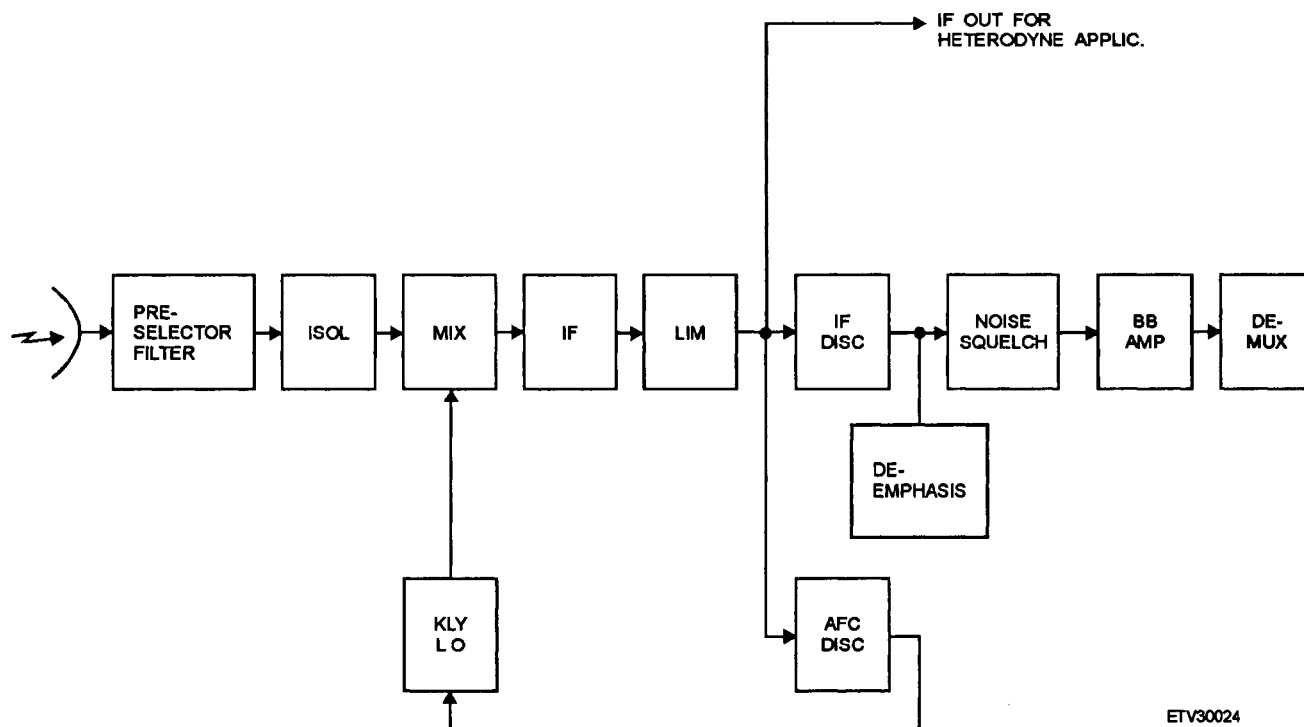 IF OUT FOR
HETERODYNE APPLIC.
PRE-
SELECTOR
FILTER
ISOL
MIX
IF
LIM
IF
DISC
NOISE
SQUELCH
BB
AMP
DE-
MUX
DE-
EMPHASIS
KLY
L O
AFC
DISC
ETV30024